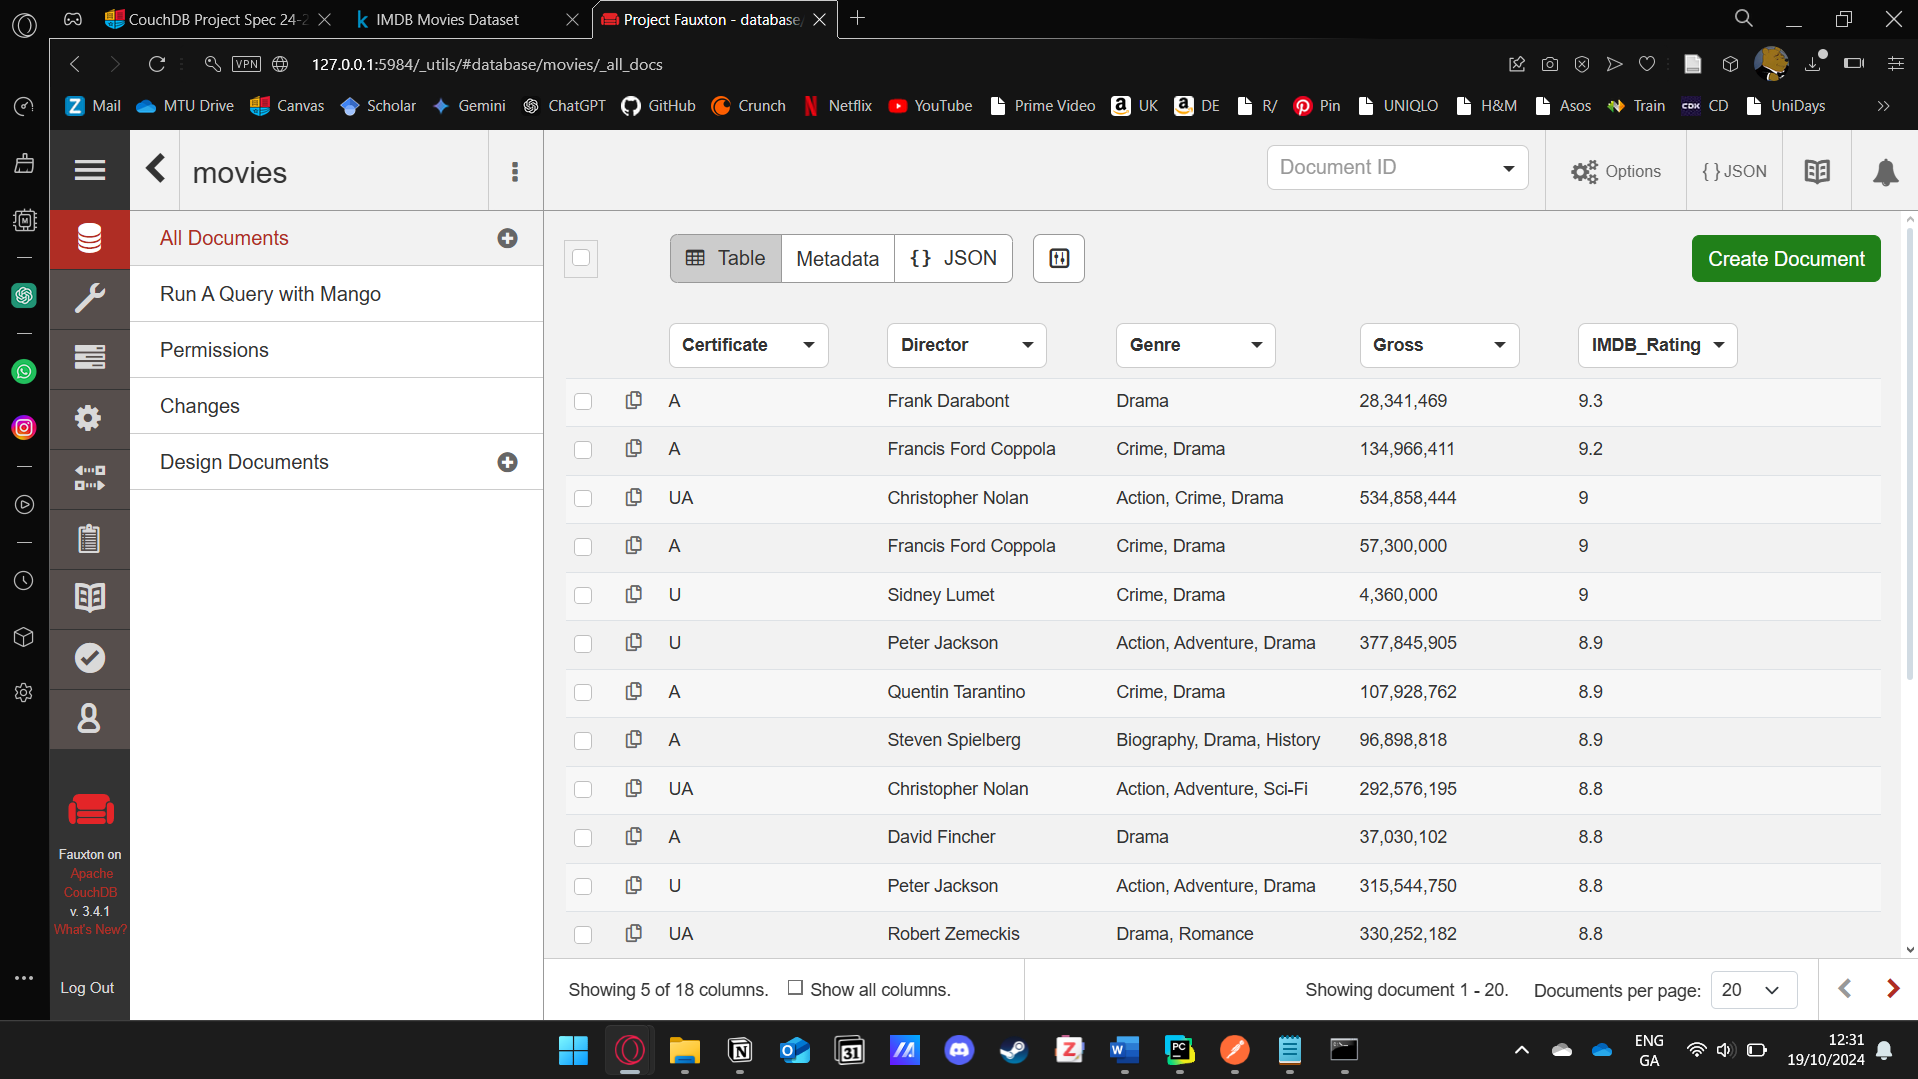 CouchDB Project Spec 24-2
IMDB Movies Dataset
Project Fauxton - database/
VPN
127.0.0.1:5984/_utils/#database/movies/_all_docs
Mail
MTU Drive
Canvas
Scholar
Gemini
ChatGPT
GitHub
Crunch
Netflix
YouTube
Prime Video
UK
DE
R/
Pin
UNIQLO
H&M
Asos
Train
CDK CD
UniDays
movies
Document ID
Options
{ } JSON
All Documents
Run A Query with Mango
Permissions
Changes
Design Documents
Table
Metadata
{} JSON
Create Document
Certificate Director Genre Gross IMDB_Rating
A Frank Darabont Drama 28,341,469 9.3
A Francis Ford Coppola Crime, Drama 134,966,411 9.2
UA Christopher Nolan Action, Crime, Drama 534,858,444 9
A Francis Ford Coppola Crime, Drama 57,300,000 9
U Sidney Lumet Crime, Drama 4,360,000 9
U Peter Jackson Action, Adventure, Drama 377,845,905 8.9
A Quentin Tarantino Crime, Drama 107,928,762 8.9
A Steven Spielberg Biography, Drama, History 96,898,818 8.9
UA Christopher Nolan Action, Adventure, Sci-Fi 292,576,195 8.8
A David Fincher Drama 37,030,102 8.8
U Peter Jackson Action, Adventure, Drama 315,544,750 8.8
UA Robert Zemeckis Drama, Romance 330,252,182 8.8
Fauxton on
Apache
CouchDB
v. 3.4.1
What's New?
Log Out
Showing 5 of 18 columns.
Show all columns.
Showing document 1 - 20.
Documents per page: 20
31
ENG
GA
12:31
19/10/2024